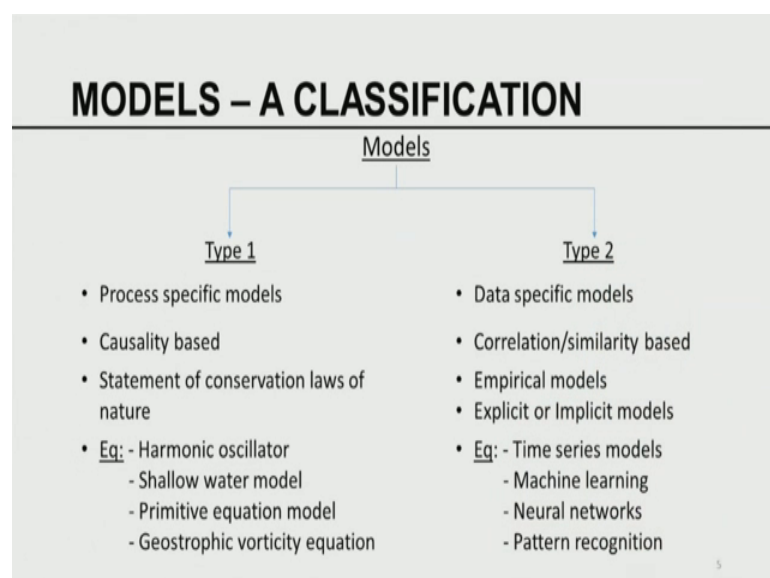 MODELS – A CLASSIFICATION
Models
Type 1
• Process specific models
• Causality based
• Statement of conservation laws of
nature
• Eq: - Harmonic oscillator
- Shallow water model
- Primitive equation model
- Geostrophic vorticity equation
Type 2
• Data specific models
• Correlation/similarity based
• Empirical models
• Explicit or Implicit models
• Eq: - Time series models
- Machine learning
- Neural networks
- Pattern recognition
5